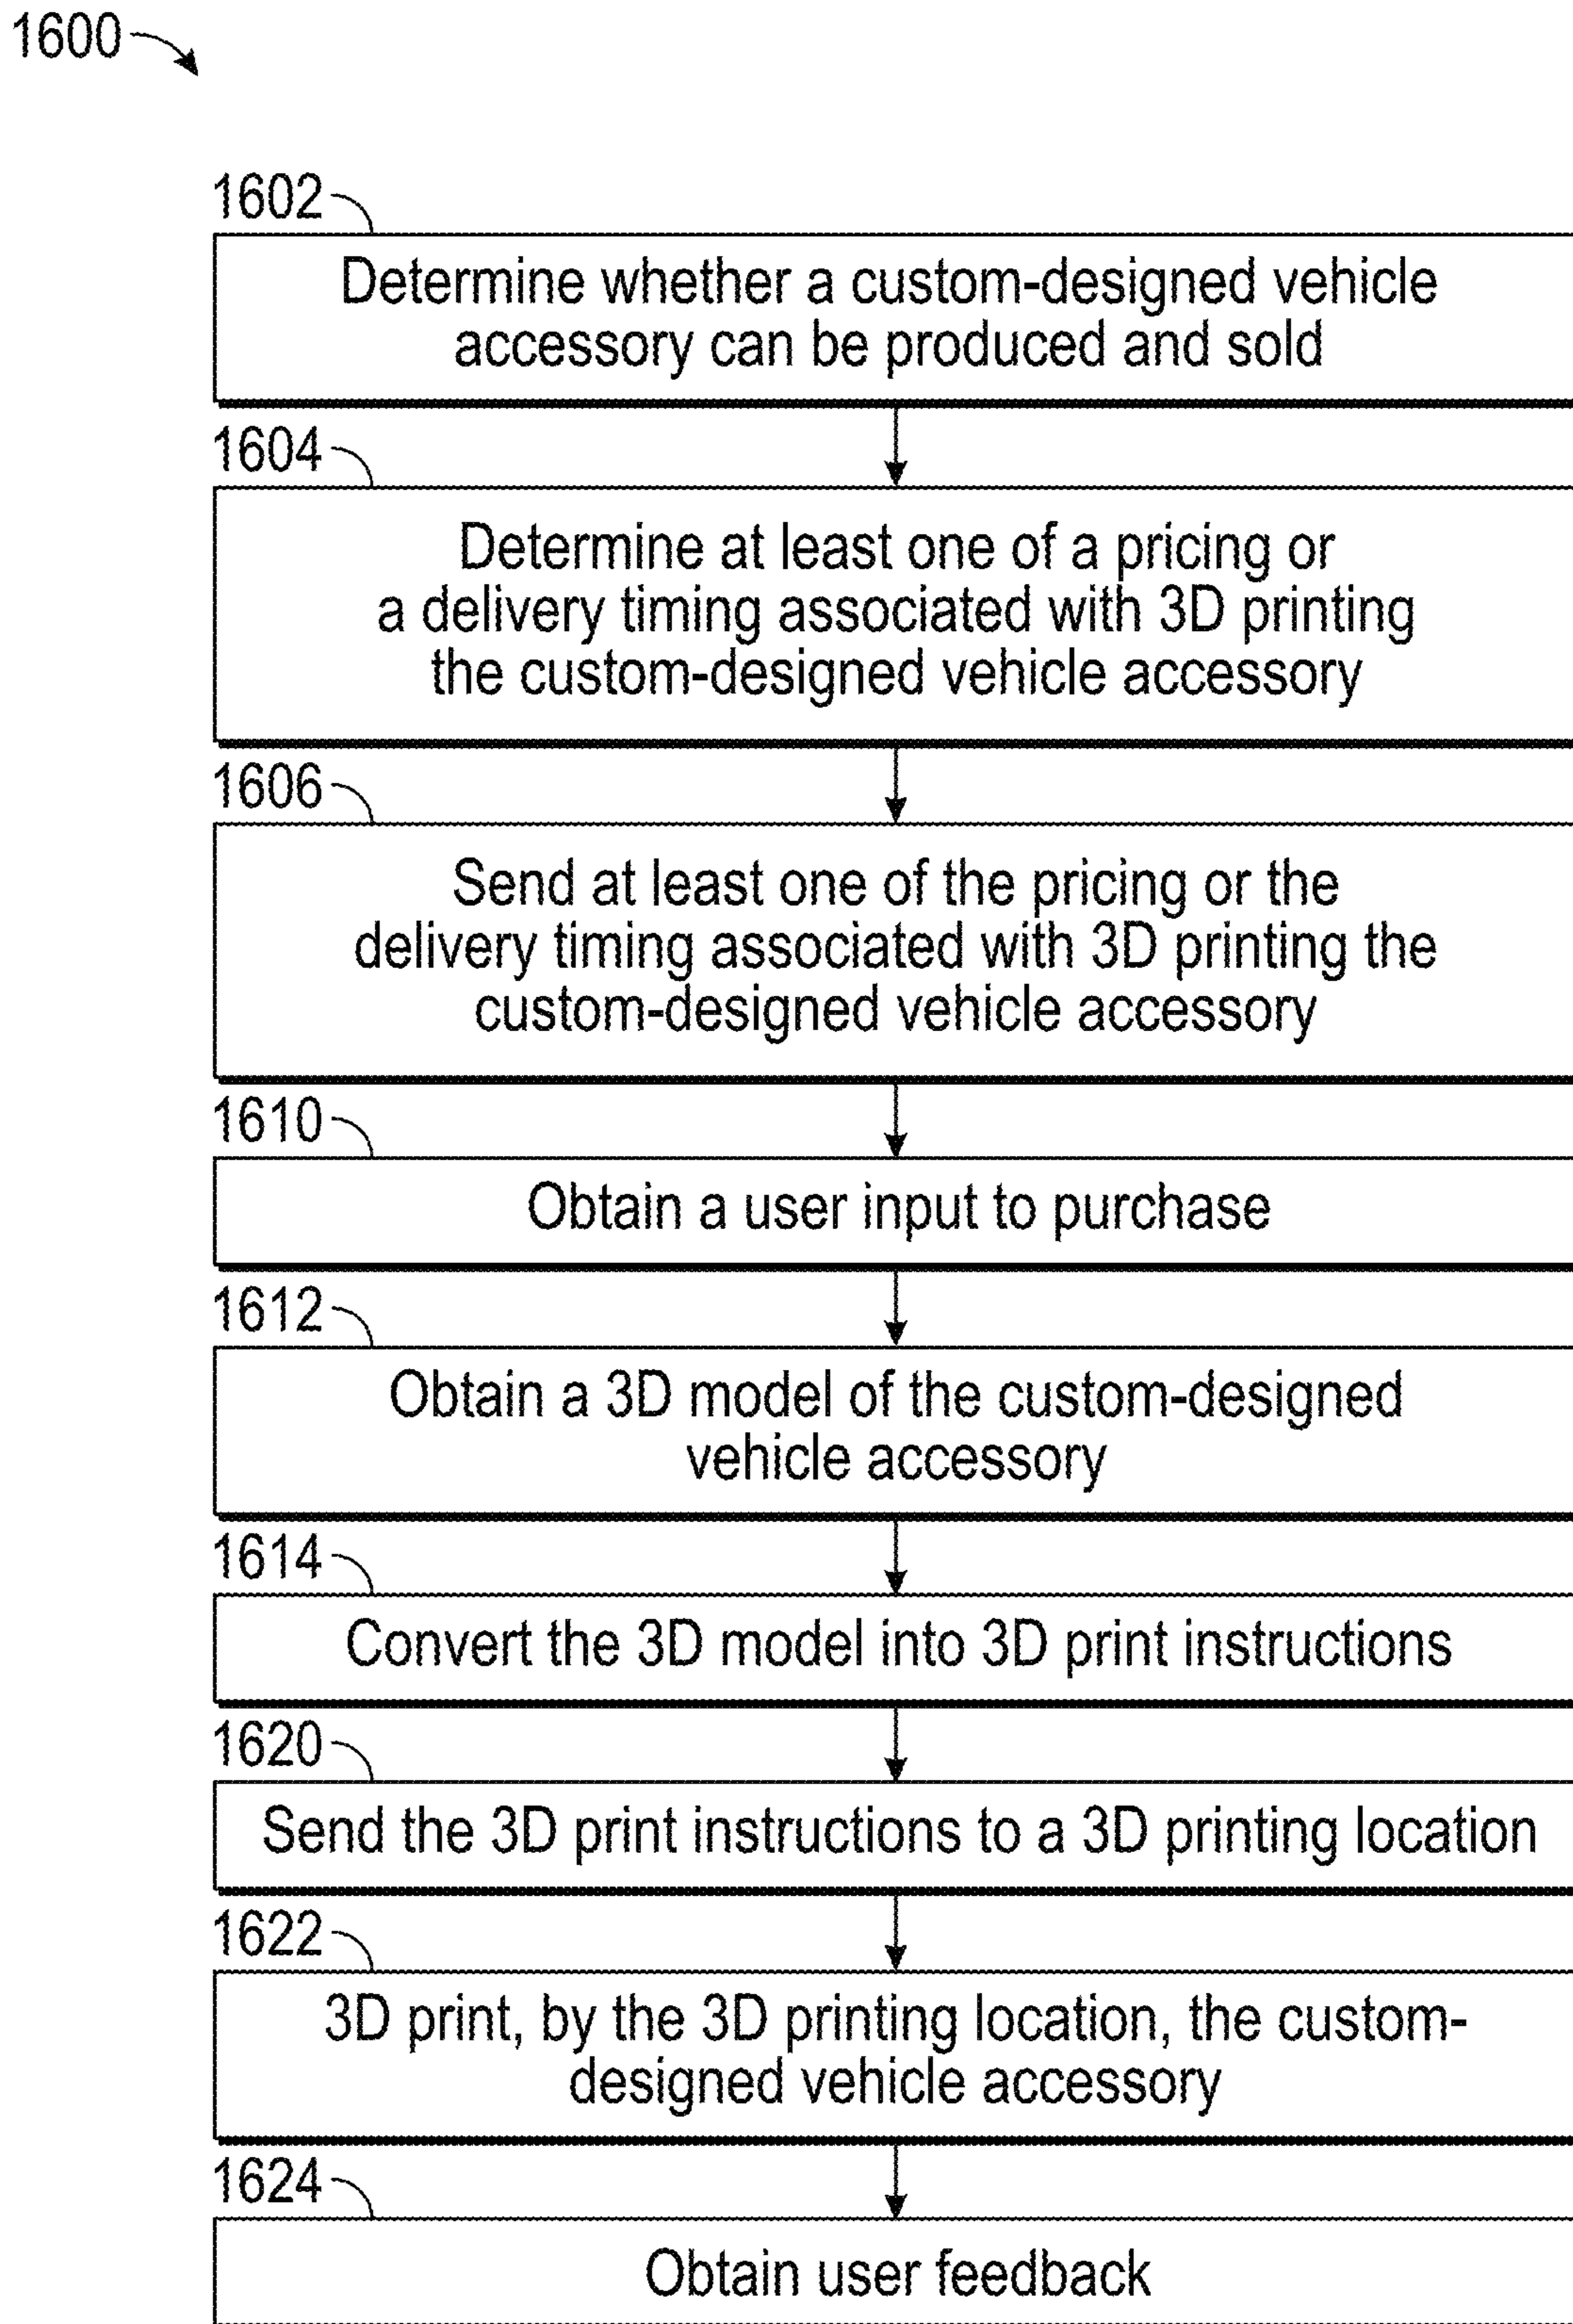 1600
1602
Determine whether a custom-designed vehicle
accessory can be produced and sold
1604
Determine at least one of a pricing or
a delivery timing associated with 3D printing
the custom-designed vehicle accessory
1606
Send at least one of the pricing or the
delivery timing associated with 3D printing the
custom-designed vehicle accessory
1610
Obtain a user input to purchase
1612
Obtain a 3D model of the custom-designed
vehicle accessory
1614
Convert the 3D model into 3D print instructions
1620
Send the 3D print instructions to a 3D printing location
1622
3D print, by the 3D printing location, the custom-
designed vehicle accessory
1624
Obtain user feedback